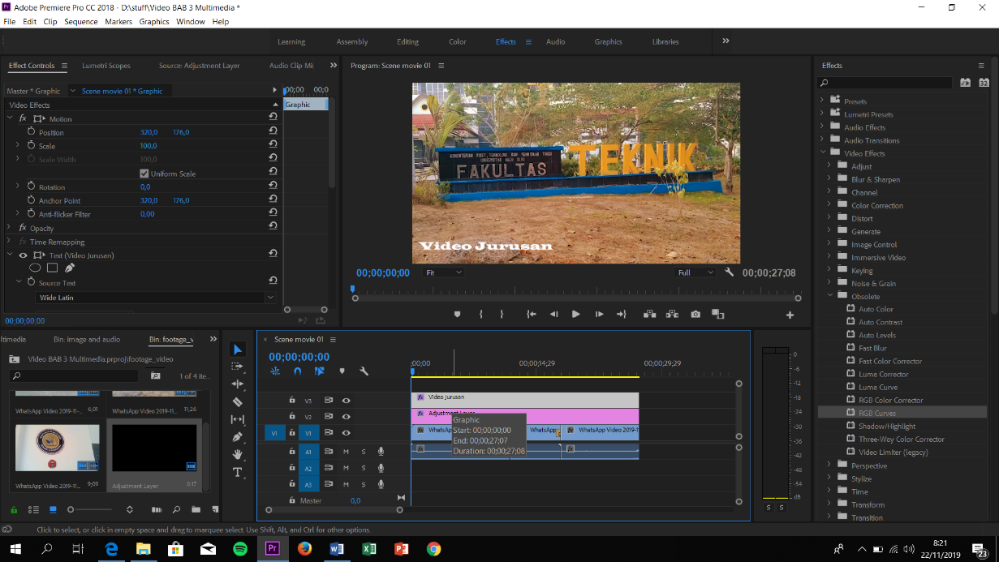 Adobe Premiere Pro CC 2018 - D:\stuff\Video BAB 3 Multimedia *
File Edit Clip Sequence Markers Graphics Window Help
Learning Assembly Editing Color Effects Audio Graphics Libraries
Effect Controls Lumetri Scopes Source: Adjustment Layer Audio Clip Mi
Master * Graphic Scene movie 01 * Graphic
Video Effects
Graphic
Motion
Position 320,0 176,0
Scale 100,0
Scale Width 100,0
Uniform Scale
Rotation 0,0
Anchor Point 320,0 176,0
Anti-flicker Filter 0,00
Opacity
Time Remapping
Text (Video Jurusan)
Source Text
Wide Latin
00;00;00;00
Program: Scene movie 01
KEMENTERIAN RISET, TEKNOLOGI DAN PENDIDIKAN TINGGI
UNIVERSITAS HALU OLEO
FAKULTAS
TEKNIK
Video Jurusan
00;00;00;00 Fit Full 00;00;27;08
Effects
Presets
Lumetri Presets
Audio Effects
Audio Transitions
Video Effects
Adjust
Blur & Sharpen
Channel
Color Correction
Distort
Generate
Image Control
Immersive Video
Keying
Noise & Grain
Obsolete
Auto Color
Auto Contrast
Auto Levels
Fast Blur
Fast Color Corrector
Luma Corrector
Luma Curve
RGB Color Corrector
RGB Curves
Shadow/Highlight
Three-Way Color Corrector
Video Limiter (legacy)
Perspective
Stylize
Time
Transform
Transition
ltimedia Bin: image and audio Bin: footage_v
Video BAB 3 Multimedia.prproj\footage_video
1 of 4 ite...
WhatsApp Video 2019-11... 6;01
WhatsApp Video 2019-11... 11;26
WhatsApp Video 2019-11... 9;09
Adjustment Layer 8:17
Scene movie 01
00;00;00;00
;00;00 00;00;14;29 00;00;29;29
V3 Video Jurusan
V2 Adjustment Layer
V1 V1 WhatsAp WhatsApp WhatsApp Video 2019-1
Graphic
Start: 00;00;00;00
End: 00;00;27;07
Duration: 00;00;27;08
A1 M S
A2 M S
A3 M S
Master 0,0
0
-6
-12
-18
-24
-30
-36
-42
-48
-54
dB
S S
Click to select, or click in empty space and drag to marquee select. Use Shift, Alt, and Ctrl for other options.
8:21
22/11/2019
23